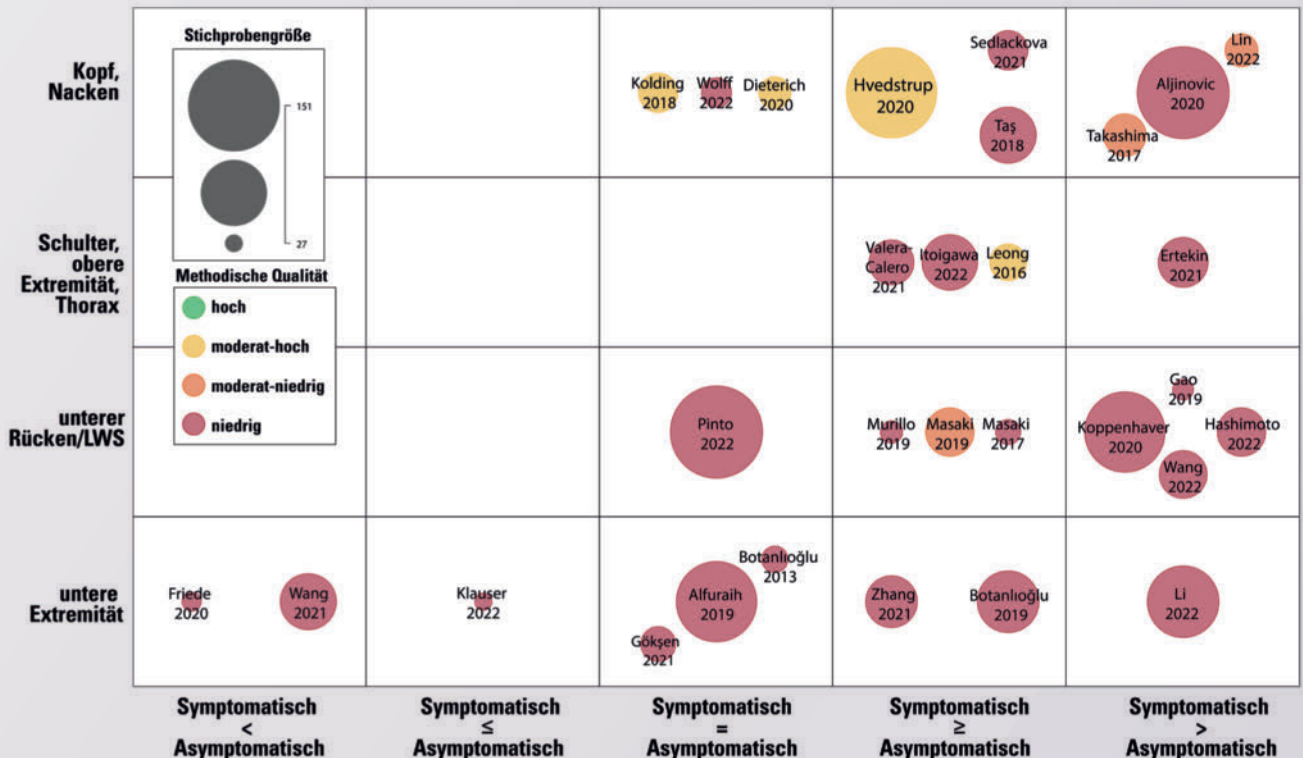 Kopf,
Nacken
Stichprobengröße
151
27
Kolding
2018
Wolff
2022
Dieterich
2020
Hvedstrup
2020
Sedlackova
2021
Taş
2018
Lin
2022
Aljinovic
2020
Takashima
2017
Schulter,
obere
Extremität,
Thorax
Methodische Qualität
hoch
moderat-hoch
moderat-niedrig
niedrig
Valera-
Calero
2021
Itoigawa
2022
Leong
2016
Ertekin
2021
unterer
Rücken/LWS
Pinto
2022
Murillo
2019
Masaki
2019
Masaki
2017
Gao
2019
Koppenhaver
2020
Hashimoto
2022
Wang
2022
untere
Extremität
Friede
2020
Wang
2021
Klauser
2022
Botanlıoğlu
2013
Alfuraih
2019
Gökşen
2021
Zhang
2021
Botanlıoğlu
2019
Li
2022
Symptomatisch
<
Asymptomatisch
Symptomatisch
≤
Asymptomatisch
Symptomatisch
=
Asymptomatisch
Symptomatisch
≥
Asymptomatisch
Symptomatisch
>
Asymptomatisch